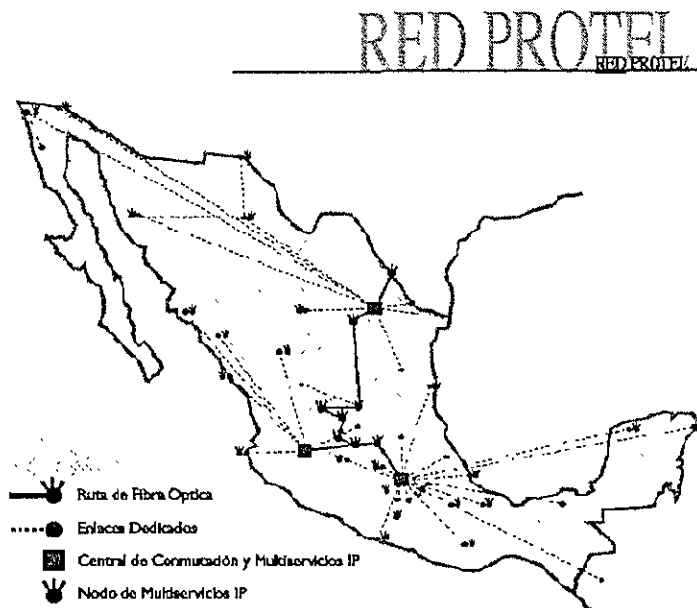 RED PROTEL
RED PROTEL
Ruta de Fibra Optica
Enlaces Dedicados
Central de Conmutación y Multiservicios IP
Nodo de Multiservicios IP